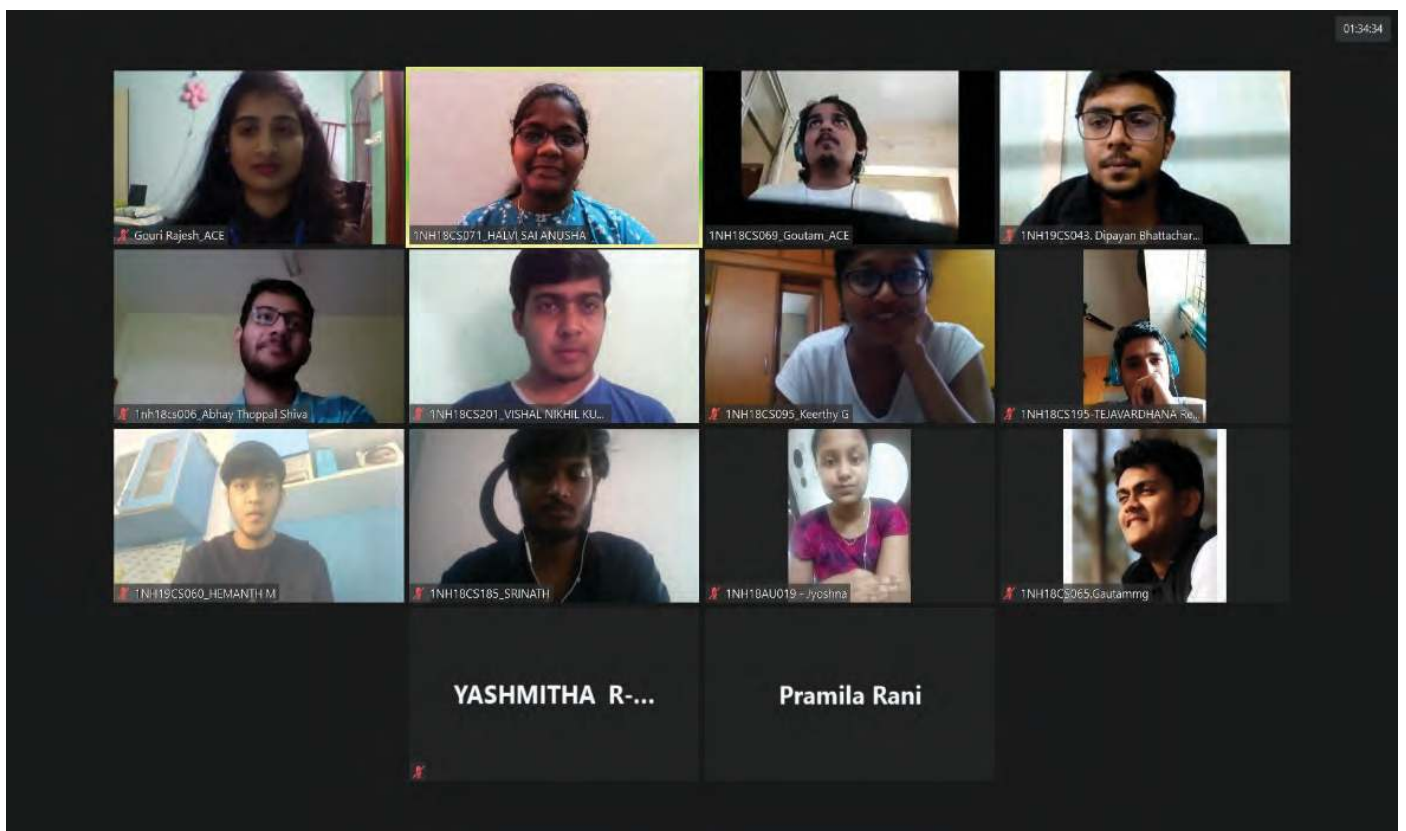 01:34:34
Gouri Rajesh_ACE
1NH18CS071_HALVI SAI ANUSHA
1NH18CS069_Goutam_ACE
1NH19CS043. Dipayan Bhattachar...
1nh18cs006_Abhay Thoppal Shiva
1NH18CS201_VISHAL NIKHIL KU...
1NH18CS095_Keerthy G
1NH18CS195-TEJAVARDHANA Re...
1NH19CS060_HEMANTH M
1NH18CS185_SRINATH
1NH18AU019 - Jyoshna
1NH18CS065.Gautammg
YASHMITHA R-...
Pramila Rani